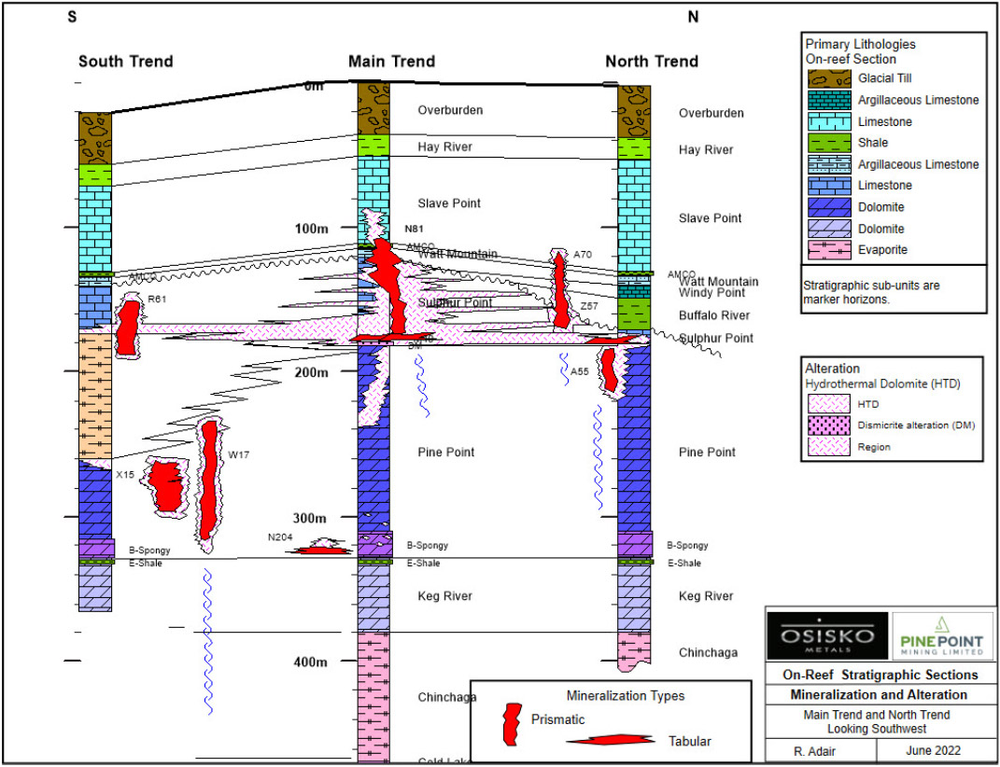 S
N
South Trend
Main Trend
North Trend
0m
Overburden
Overburden
Hay River
Hay River
Slave Point
Slave Point
100m
N81
AMCO
Watt Mountain
A70
AMCO
AMCO
Watt Mountain
Windy Point
R61
Sulphur Point
Z57
Buffalo River
Sulphur Point
DM
200m
A55
W17
Pine Point
Pine Point
X15
300m
N204
B-Spongy
B-Spongy
B-Spongy
E-Shale
E-Shale
E-Shale
Keg River
Keg River
Chinchaga
400m
Chinchaga
Primary Lithologies
On-reef Section
Glacial Till
Argillaceous Limestone
Limestone
Shale
Argillaceous Limestone
Limestone
Dolomite
Dolomite
Evaporite
Stratigraphic sub-units are
marker horizons.
Alteration
Hydrothermal Dolomite (HTD)
HTD
Dismicrite alteration (DM)
Region
Mineralization Types
Prismatic
Tabular
OSISKO
METALS
PINEPOINT
MINING LIMITED
On-Reef Stratigraphic Sections
Mineralization and Alteration
Main Trend and North Trend
Looking Southwest
R. Adair
June 2022